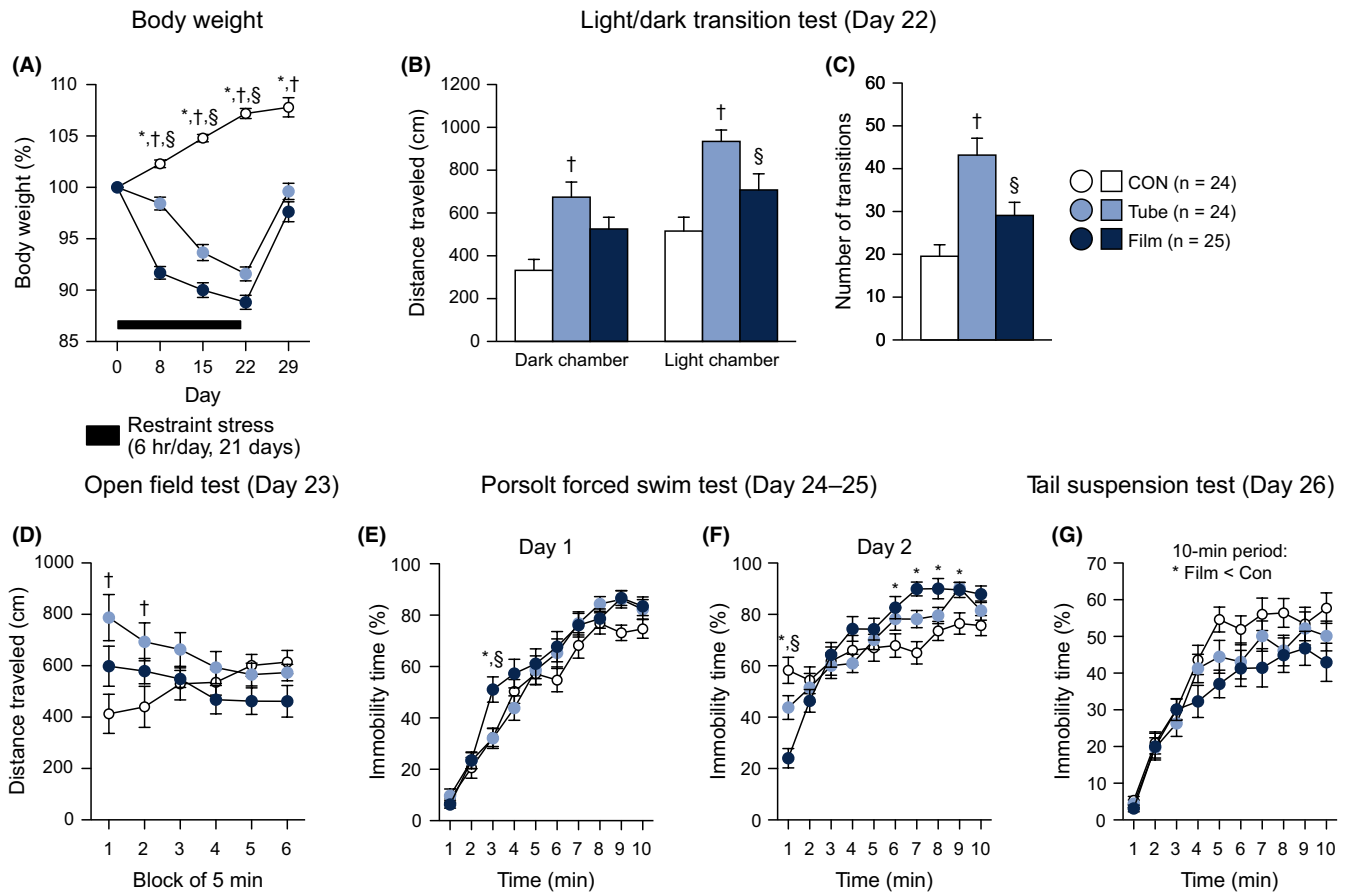 Body weight
Light/dark transition test (Day 22)
(A)
110
105
100
95
90
85
Body weight (%)
*,†,§
*,†,§
*,†,§
*,†
0 8 15 22 29
Day
Restraint stress
(6 hr/day, 21 days)
(B)
1200
1000
800
600
400
200
0
Distance traveled (cm)
†
†
§
Dark chamber
Light chamber
(C)
60
50
40
30
20
10
0
Number of transitions
†
§
CON (n = 24)
Tube (n = 24)
Film (n = 25)
Open field test (Day 23)
Porsolt forced swim test (Day 24–25)
Tail suspension test (Day 26)
(D)
1000
800
600
400
200
0
Distance traveled (cm)
†
†
1 2 3 4 5 6
Block of 5 min
(E)
Day 1
100
80
60
40
20
0
Immobility time (%)
*,§
1 2 3 4 5 6 7 8 9 10
Time (min)
(F)
Day 2
100
80
60
40
20
0
Immobility time (%)
*,§
* * * *
1 2 3 4 5 6 7 8 9 10
Time (min)
(G)
10-min period:
* Film < Con
70
60
50
40
30
20
10
0
Immobility time (%)
1 2 3 4 5 6 7 8 9 10
Time (min)